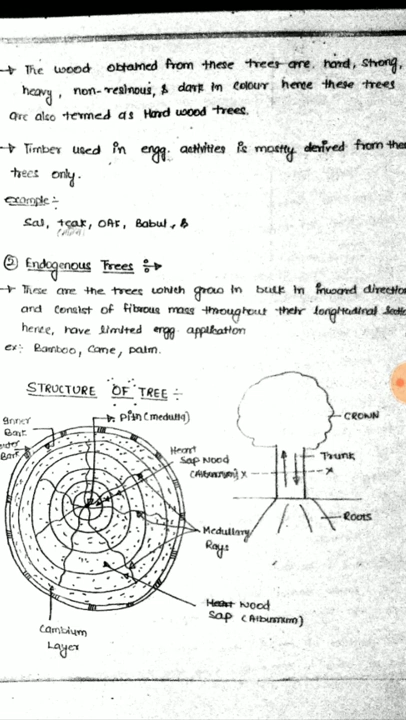 → The wood obtained from these trees are hard, strong,
heavy, non-resinous, & dark in colour hence these trees
are also termed as Hard wood trees.
→ Timber used in engg. activities is mostly derived from
trees only.
example:-
Sal, teak, OAK, Babul, &
② Endogenous Trees :→
→ These are the trees which grow in bulk in inward
and consist of fibrous mass throughout their longitudinal
hence, have limited engg application
ex:- Bamboo, Cane, palm.
STRUCTURE OF TREE :-
Pith (medulla)
Inner
Bark
Bark
Heart
Sap Wood
(Alburnum)
Medullary
Rays
Heart Wood
Sap (Alburnum)
Cambium
Layer
CROWN
Trunk
X
X
ROOTS